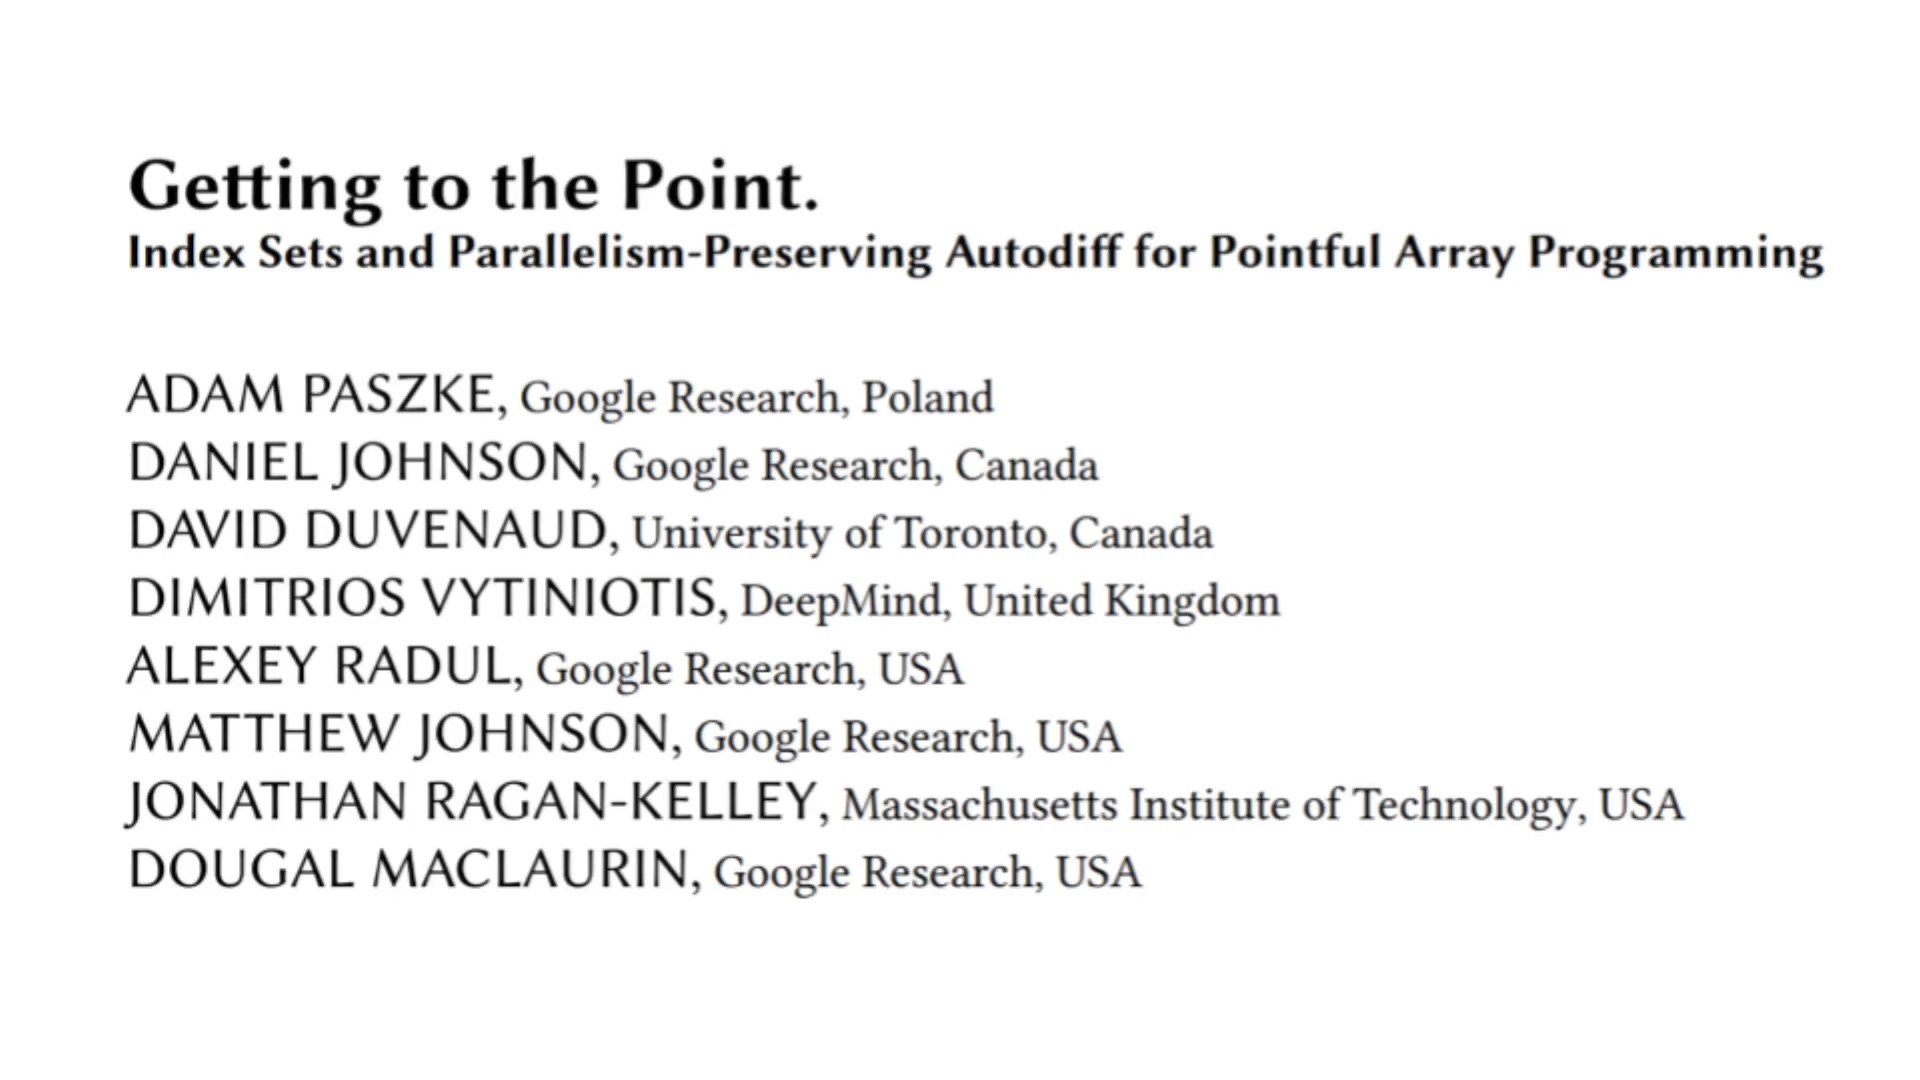 Getting to the Point.
Index Sets and Parallelism-Preserving Autodiff for Pointful Array Programming
ADAM PASZKE, Google Research, Poland
DANIEL JOHNSON, Google Research, Canada
DAVID DUVENAUD, University of Toronto, Canada
DIMITRIOS VYTINIOTIS, DeepMind, United Kingdom
ALEXEY RADUL, Google Research, USA
MATTHEW JOHNSON, Google Research, USA
JONATHAN RAGAN-KELLEY, Massachusetts Institute of Technology, USA
DOUGAL MACLAURIN, Google Research, USA